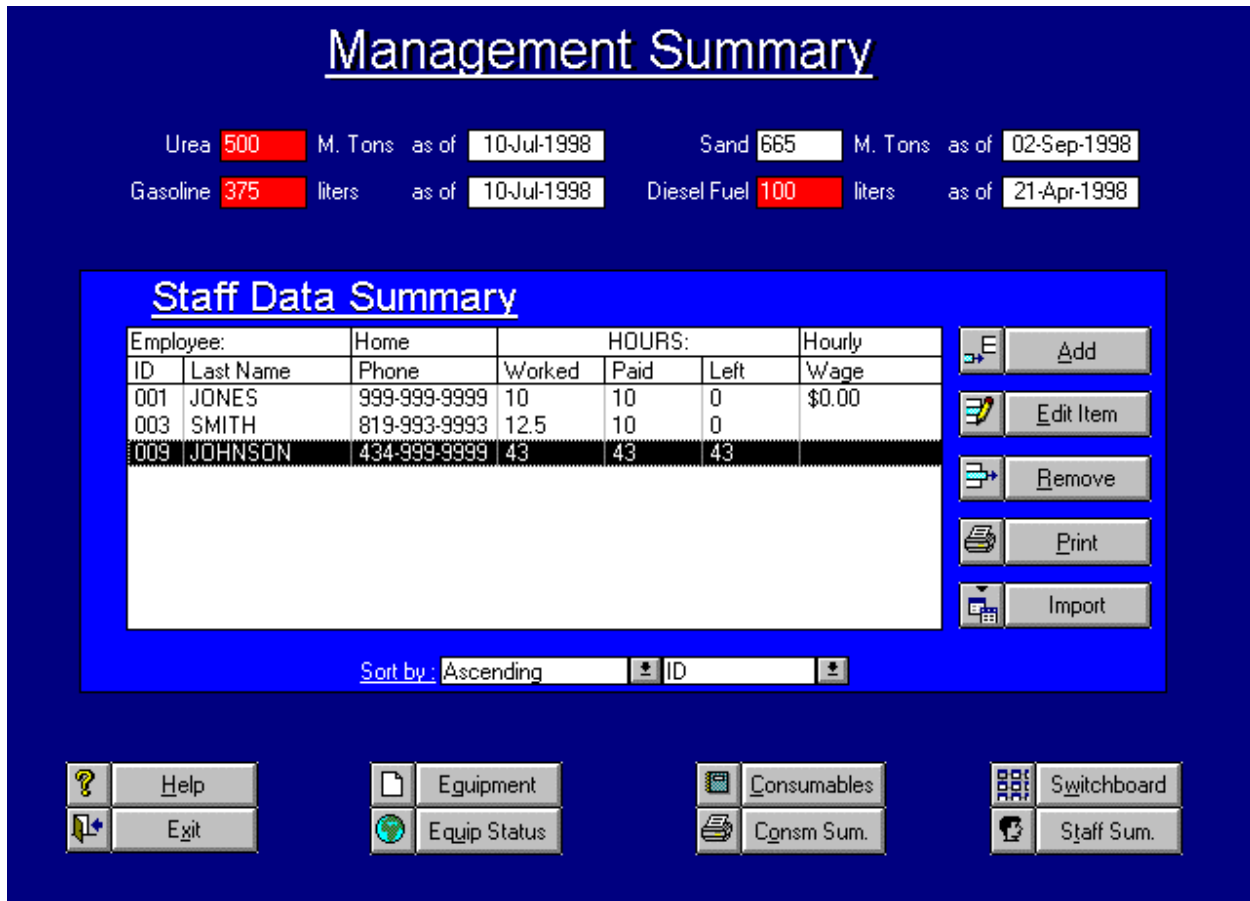 Management Summary
Urea 500 M. Tons as of 10-Jul-1998 Sand 665 M. Tons as of 02-Sep-1998
Gasoline 375 liters as of 10-Jul-1998 Diesel Fuel 100 liters as of 21-Apr-1998
Staff Data Summary
Employee: Home HOURS: Hourly
ID Last Name Phone Worked Paid Left Wage
001 JONES 999-999-9999 10 10 0 $0.00
003 SMITH 819-993-9993 12.5 10 0
009 JOHNSON 434-999-9999 43 43 43
Add
Edit Item
Remove
Print
Import
Sort by : Ascending ID
Help Equipment Consumables Switchboard
Exit Equip Status Consm Sum. Staff Sum.